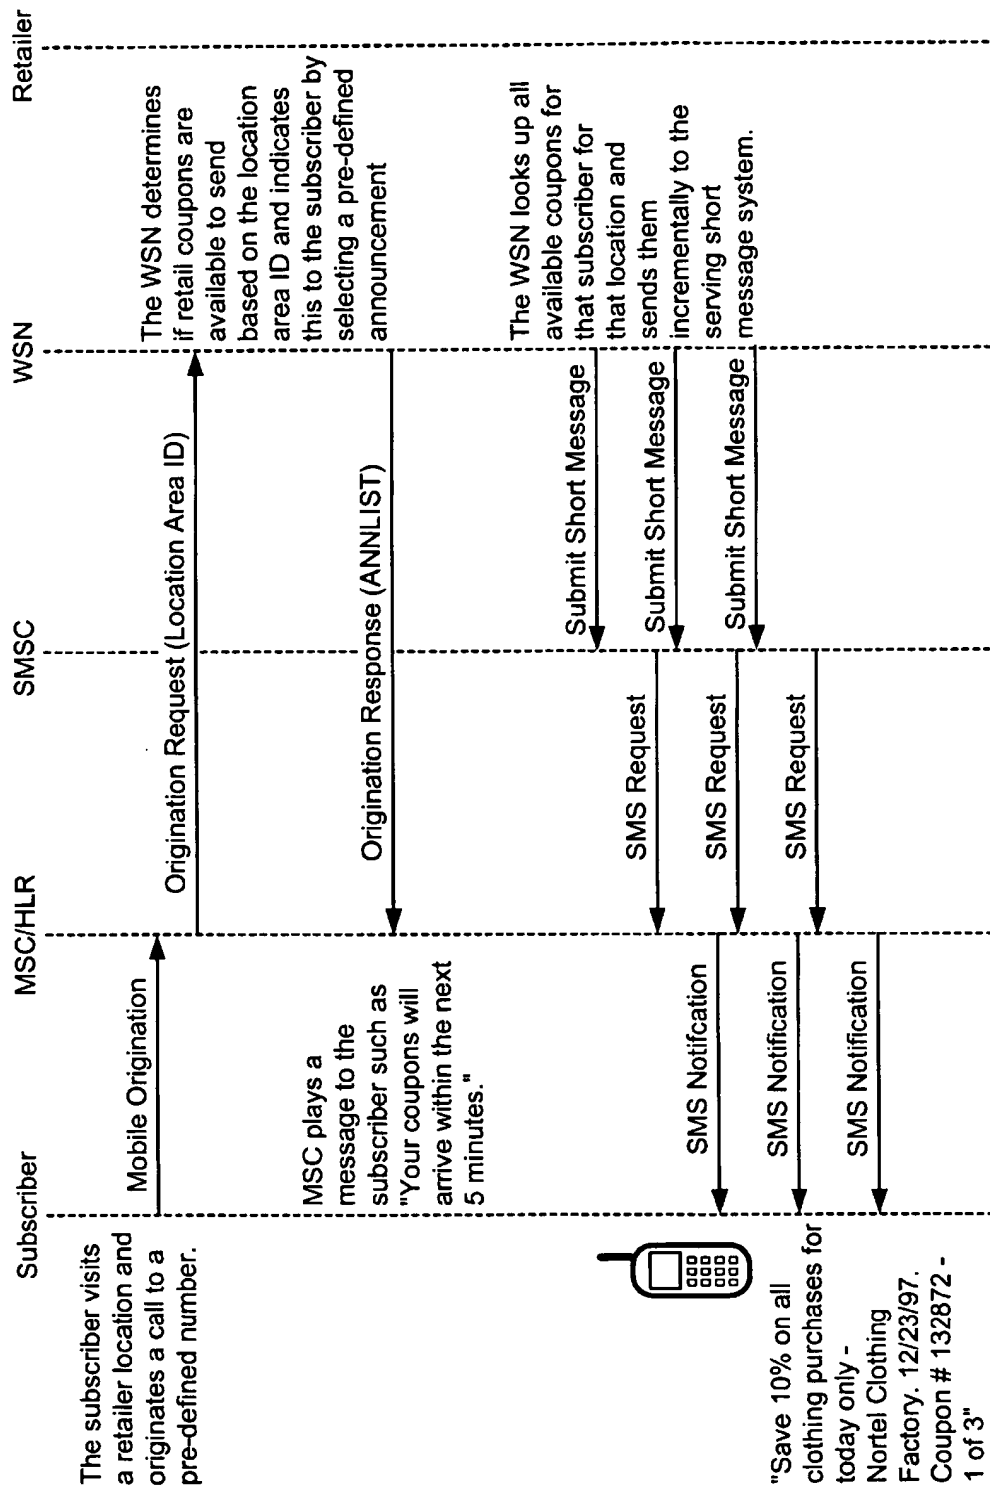 Subscriber
MSC/HLR
SMSC
WSN
Retailer
The subscriber visits
a retailer location and
originates a call to a
pre-defined number.
Mobile Origination
Origination Request (Location Area ID)
The WSN determines
if retail coupons are
available to send
based on the location
area ID and indicates
this to the subscriber by
selecting a pre-defined
announcement
MSC plays a
message to the
subscriber such as
"Your coupons will
arrive within the next
5 minutes."
Origination Response (ANNLIST)
The WSN looks up all
available coupons for
that subscriber for
that location and
sends them
incrementally to the
serving short
message system.
Submit Short Message
Submit Short Message
Submit Short Message
SMS Request
SMS Request
SMS Request
SMS Notifcation
SMS Notification
SMS Notification
"Save 10% on all
clothing purchases for
today only -
Nortel Clothing
Factory. 12/23/97.
Coupon # 132872 -
1 of 3"